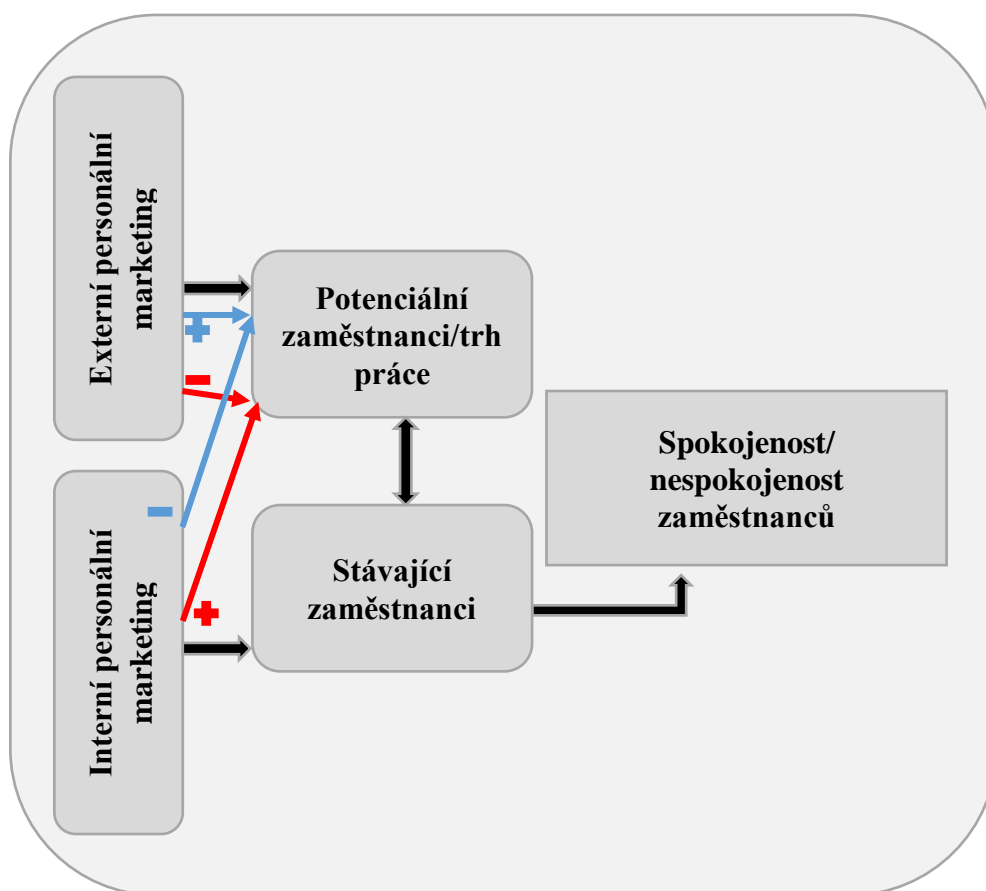 Externí personální
marketing
+
−
Potenciální
zaměstnanci/trh
práce
Spokojenost/
nespokojenost
zaměstnanců
Interní personální
marketing
−
+
Stávající
zaměstnanci